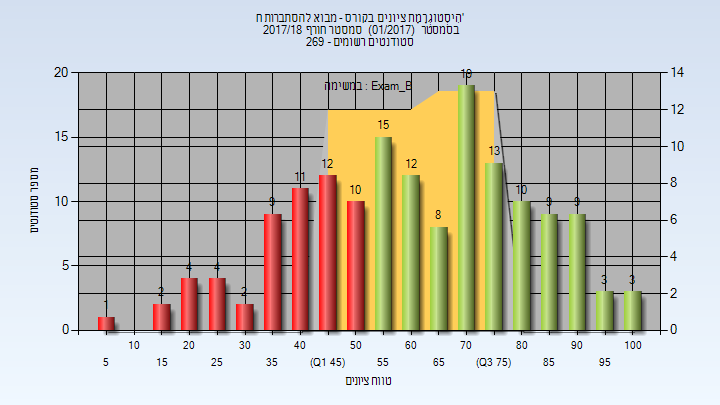 הִיסטוגרָמַת ציונים בקורס - מבוא להסתברות ח'
בסמסטר (01/2017) סמסטר חורף 2017/18
סטודנטים רשומים - 269
במשימה : Exam_B
20 15 10 5 0
14 12 10 8 6 4 2 0
מספר סטודנטים
1 2 4 4 2 9 11 12 10 15 12 8 19 13 10 9 9 3 3
10 20 30 40 50 60 70 80 90 100
5 15 25 35 (Q1 45) 55 65 (Q3 75) 85 95
טווח ציונים